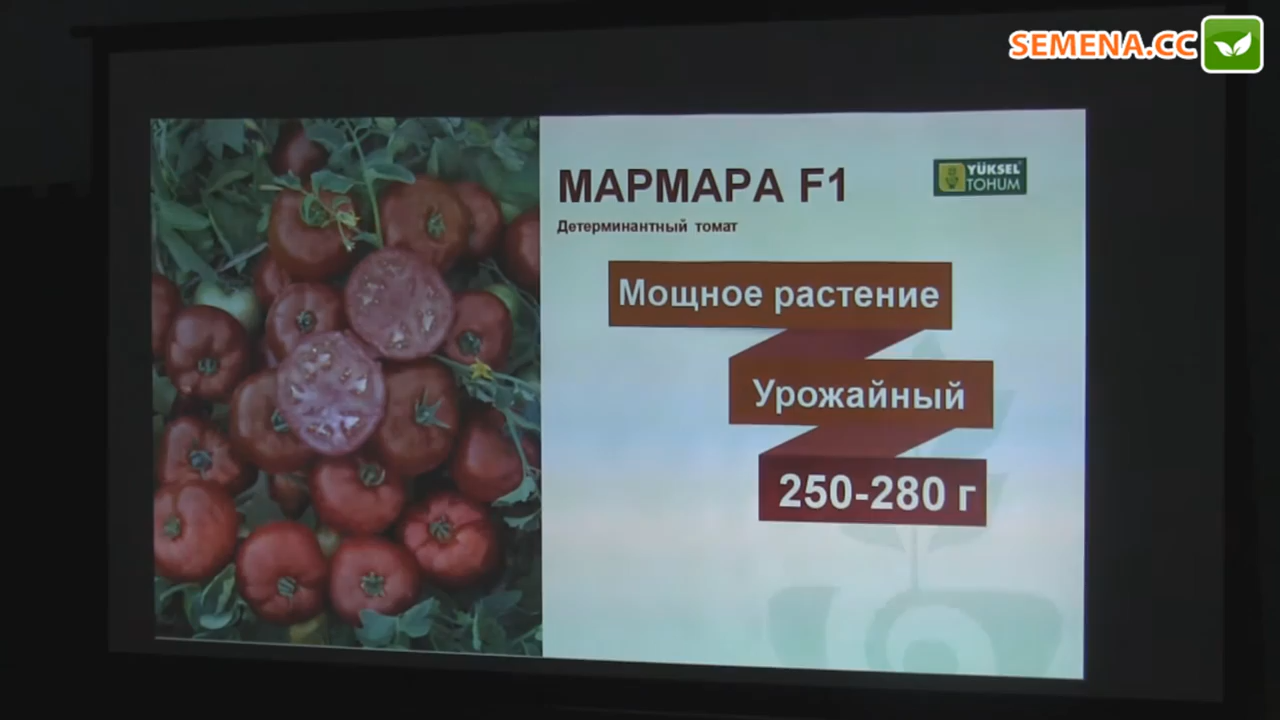 SEMENA.CC
МАРМАРА F1
YÜKSEL
TOHUM
Детерминантный томат
Мощное растение
Урожайный
250-280 г